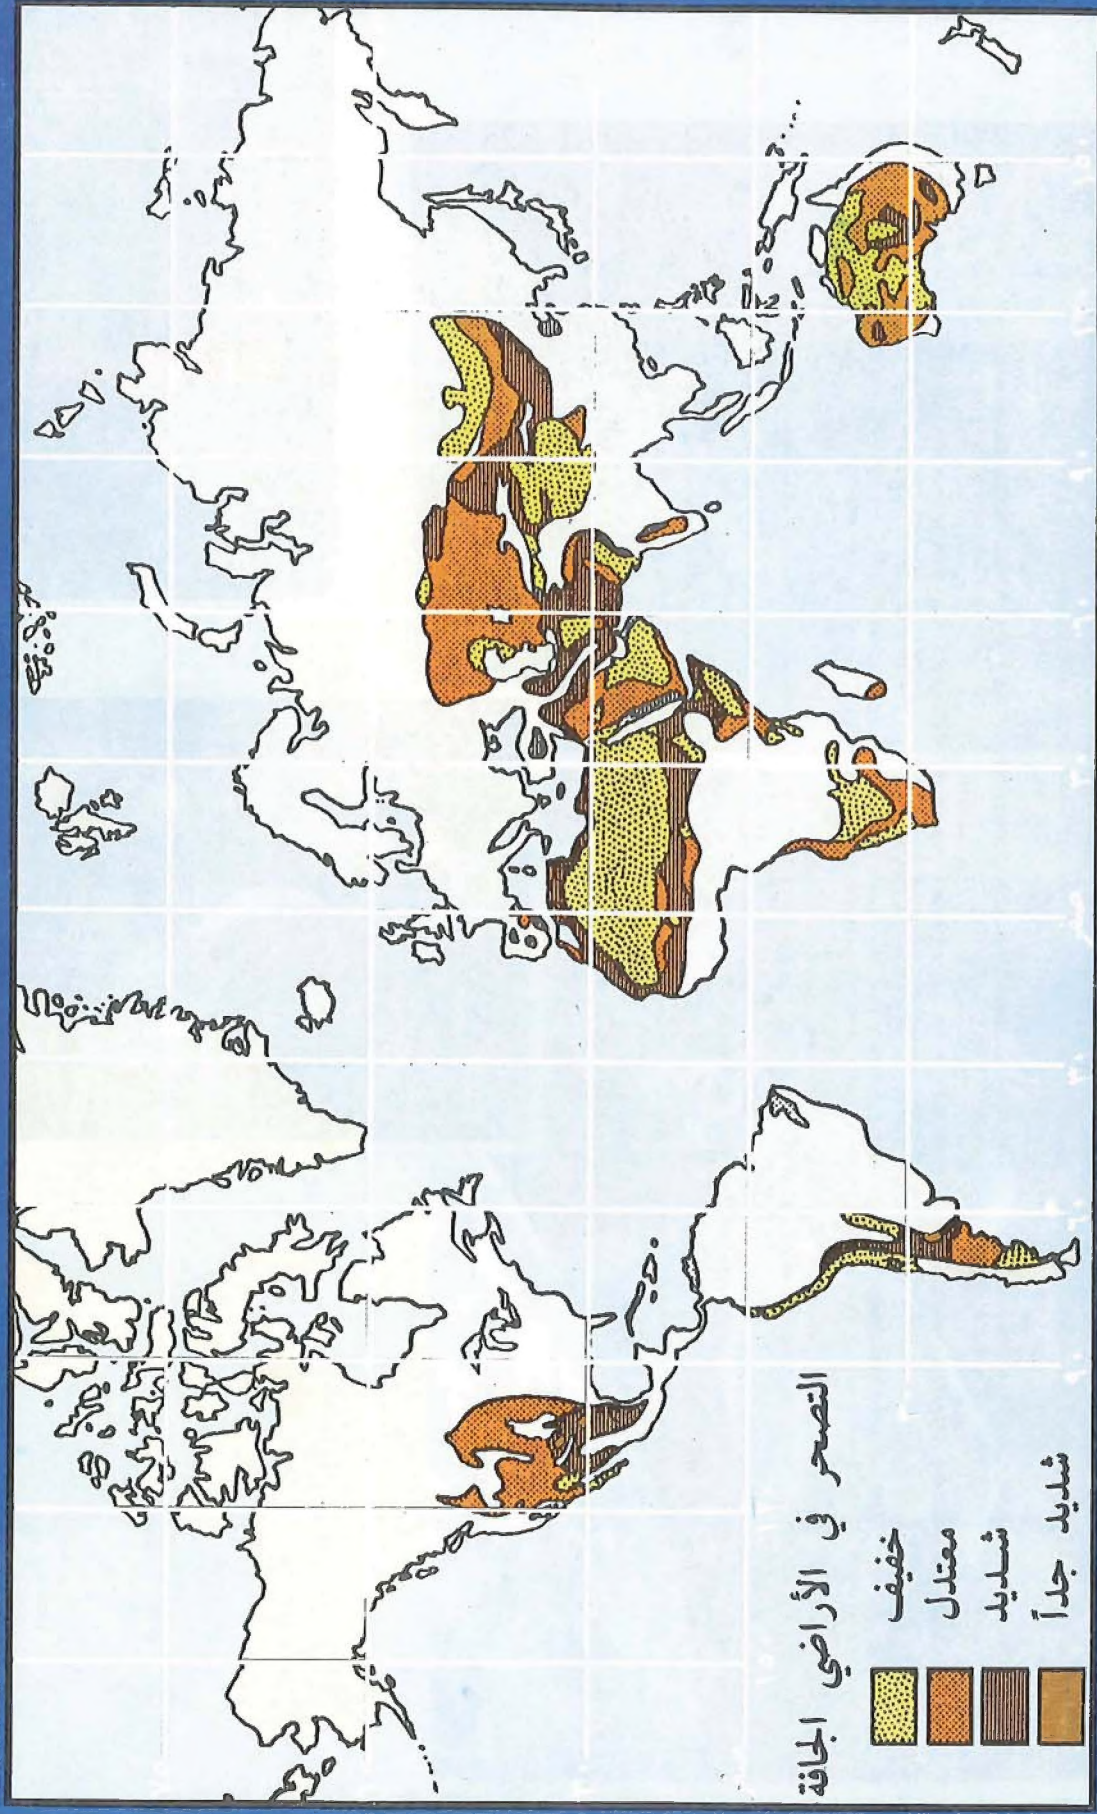 التصحر في الأراضي الجافة
خفيف
معتدل
شديد
شديد جداً